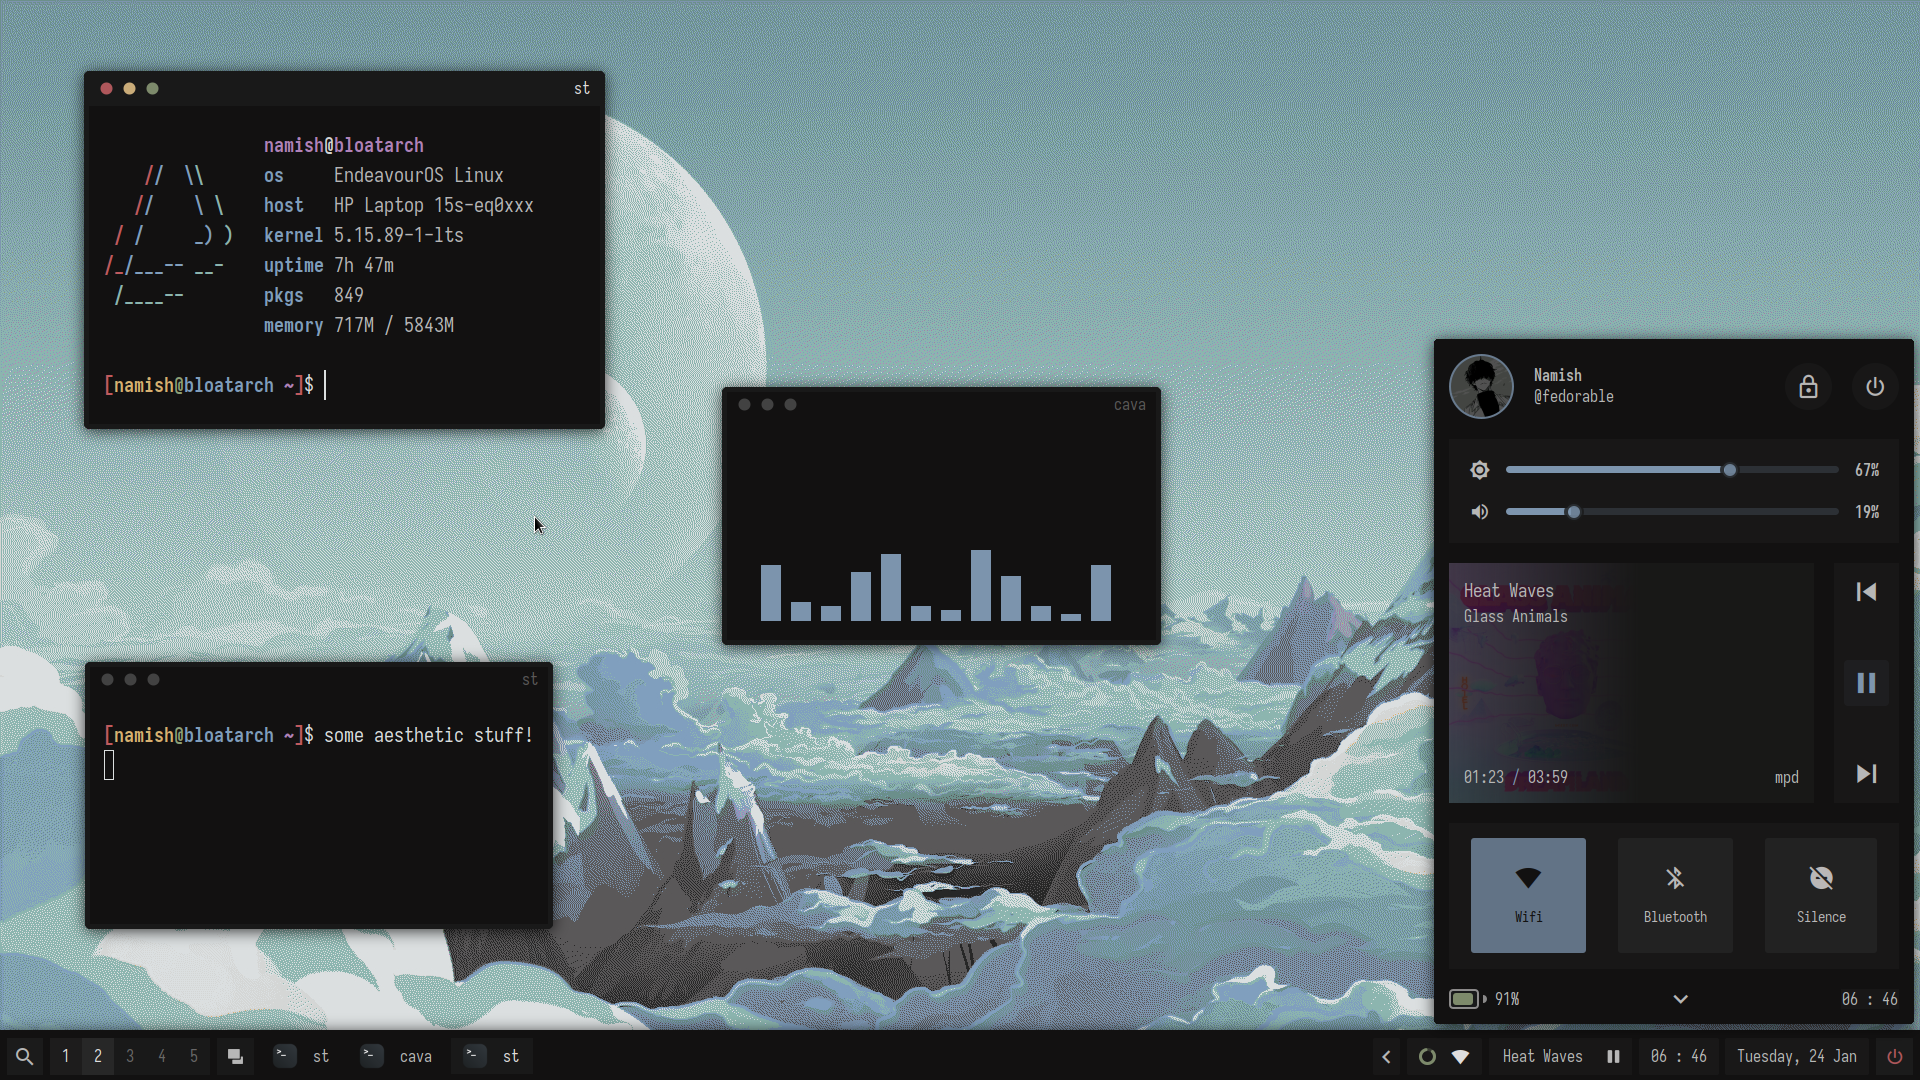 st
namish@bloatarch
os EndeavourOS Linux
host HP Laptop 15s-eq0xxx
kernel 5.15.89-1-lts
uptime 7h 47m
pkgs 849
memory 717M / 5843M
[namish@bloatarch ~]$
cava
st
[namish@bloatarch ~]$ some aesthetic stuff!
Namish
@fedorable
67%
19%
Heat Waves
Glass Animals
01:23 / 03:59 mpd
Wifi Bluetooth Silence
91% 06 : 46
1 2 3 4 5 st cava st Heat Waves 06 : 46 Tuesday, 24 Jan